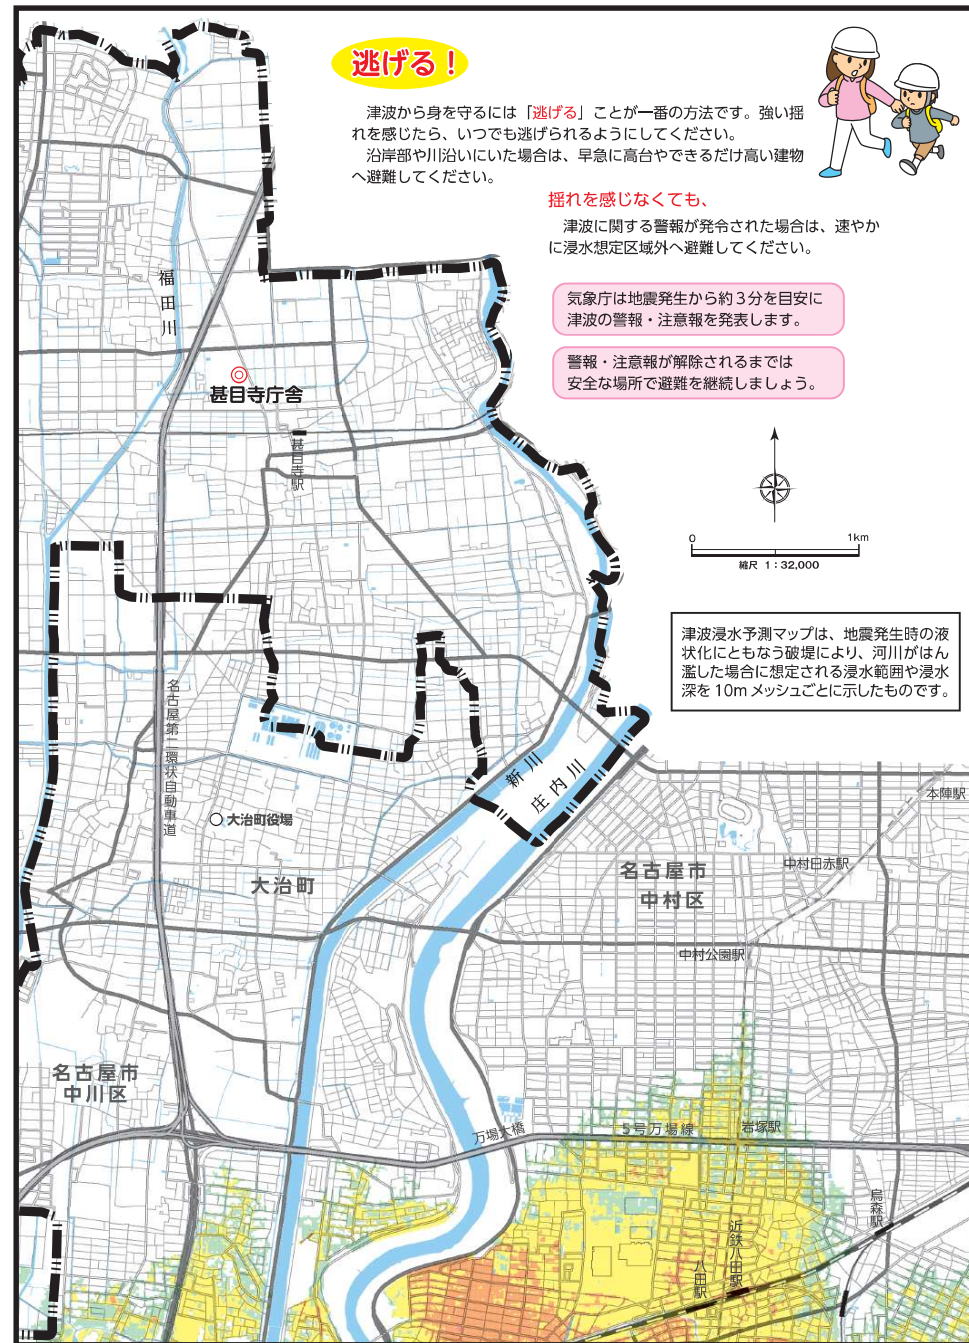 逃げる！
津波から身を守るには「逃げる」ことが一番の方法です。強い揺
れを感じたら、いつでも逃げられるようにしてください。
沿岸部や川沿いにいた場合は、早急に高台やできるだけ高い建物
へ避難してください。
揺れを感じなくても、
津波に関する警報が発令された場合は、速やか
に浸水想定区域外へ避難してください。
気象庁は地震発生から約３分を目安に
津波の警報・注意報を発表します。
警報・注意報が解除されるまでは
安全な場所で避難を継続しましょう。
福田川
甚目寺庁舎
甚目寺駅
0 1km
縮尺 1：32,000
津波浸水予測マップは、地震発生時の液
状化にともなう破堤により、河川がはん
濫した場合に想定される浸水範囲や浸水
深を 10m メッシュごとに示したものです。
名古屋第二環状自動車道
新川
庄内川
大治町役場
本陣駅
中村日赤駅
名古屋市
中村区
大治町
中村公園駅
名古屋市
中川区
万場大橋
5号万場線
岩塚駅
烏森駅
近鉄八田駅
八田駅